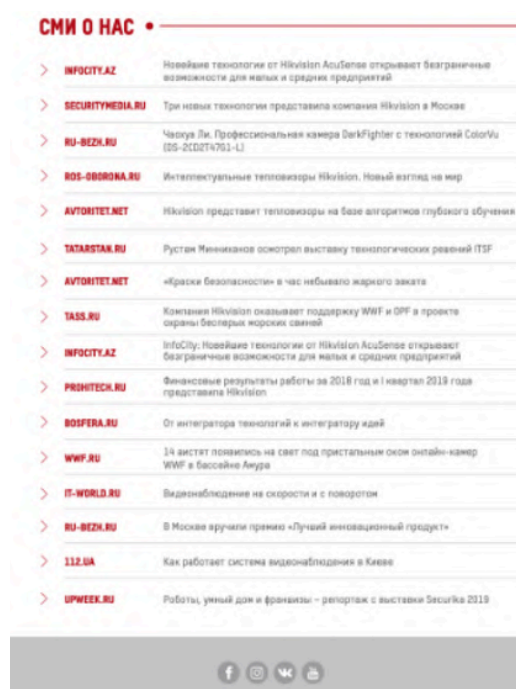 СМИ О НАС
INFOCITY.AZ
Новейшие технологии от Hikvision AcuSense открывают безграничные
возможности для малых и средних предприятий
SECURITYMEDIA.RU
Три новых технологии представила компания Hikvision в Москве
RU-BEZH.RU
Чаохуа Ли. Профессиональная камера DarkFighter с технологией ColorVu
(DS-2CD2T47G1-L)
ROS-OBORONA.RU
Интеллектуальные тепловизоры Hikvision. Новый взгляд на мир
AVTORITET.NET
Hikvision представит тепловизоры на базе алгоритмов глубокого обучения
TATARSTAN.RU
Рустам Минниханов осмотрел выставку технологических решений ITSF
AVTORITET.NET
«Краски безопасности» в час небывало жаркого заката
TASS.RU
Компания Hikvision оказывает поддержку WWF и OPF в проекте
охраны бесперых морских свиней
INFOCITY.AZ
InfoCity: Новейшие технологии от Hikvision AcuSense открывают
безграничные возможности для малых и средних предприятий
PROHITECH.RU
Финансовые результаты работы за 2018 год и I квартал 2019 года
представила Hikvision
BOSFERA.RU
От интегратора технологий к интегратору идей
WWF.RU
14 аистят появились на свет под пристальным оком онлайн-камер
WWF в бассейне Амура
IT-WORLD.RU
Видеонаблюдение на скорости и с поворотом
RU-BEZH.RU
В Москве вручили премию «Лучший инновационный продукт»
112.UA
Как работает система видеонаблюдения в Киеве
UPWEEK.RU
Роботы, умный дом и франшизы – репортаж с выставки Securika 2019